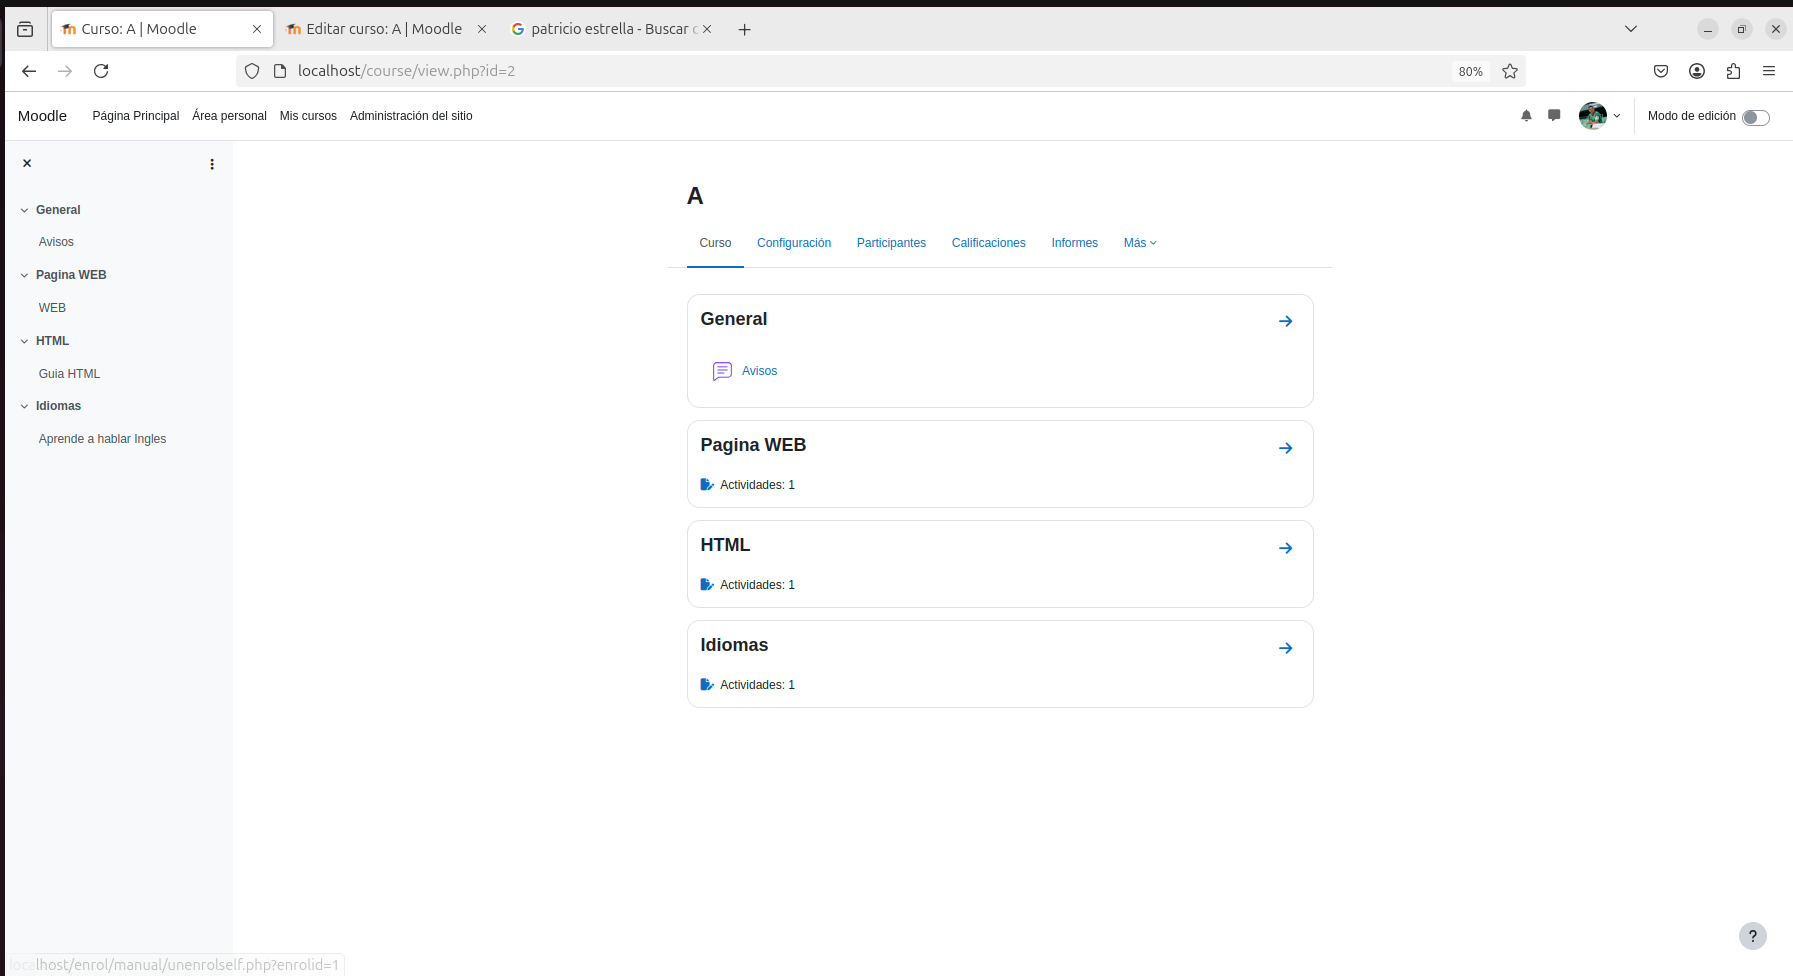 Curso: A | Moodle
Editar curso: A | Moodle
patricio estrella - Buscar c
localhost/course/view.php?id=2
80%
Moodle
Página Principal
Área personal
Mis cursos
Administración del sitio
Modo de edición
General
Avisos
Pagina WEB
WEB
HTML
Guia HTML
Idiomas
Aprende a hablar Ingles
A
Curso
Configuración
Participantes
Calificaciones
Informes
Más
General
Avisos
Pagina WEB
Actividades: 1
HTML
Actividades: 1
Idiomas
Actividades: 1
?
localhost/enrol/manual/unenrolself.php?enrolid=1